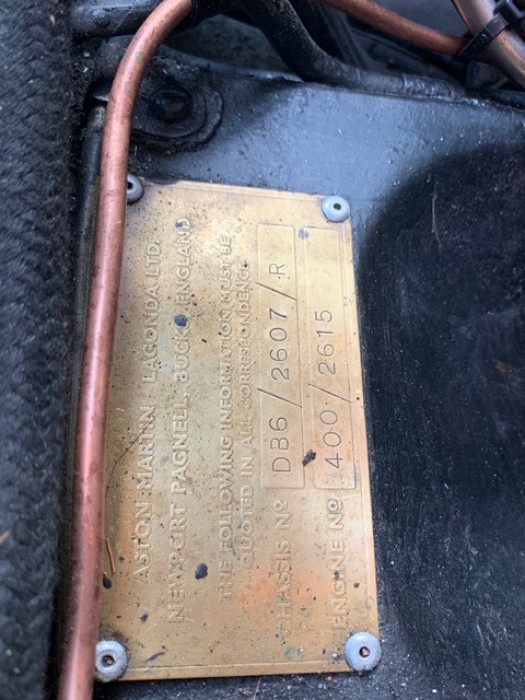 ASTON MARTIN LAGONDA LTD.
NEWPORT PAGNELL, BUCKS, ENGLAND
THE FOLLOWING INFORMATION MUST BE
QUOTED IN ALL CORRESPONDENCE
CHASSIS Nº DB6/2607/R
ENGINE Nº 400/2615